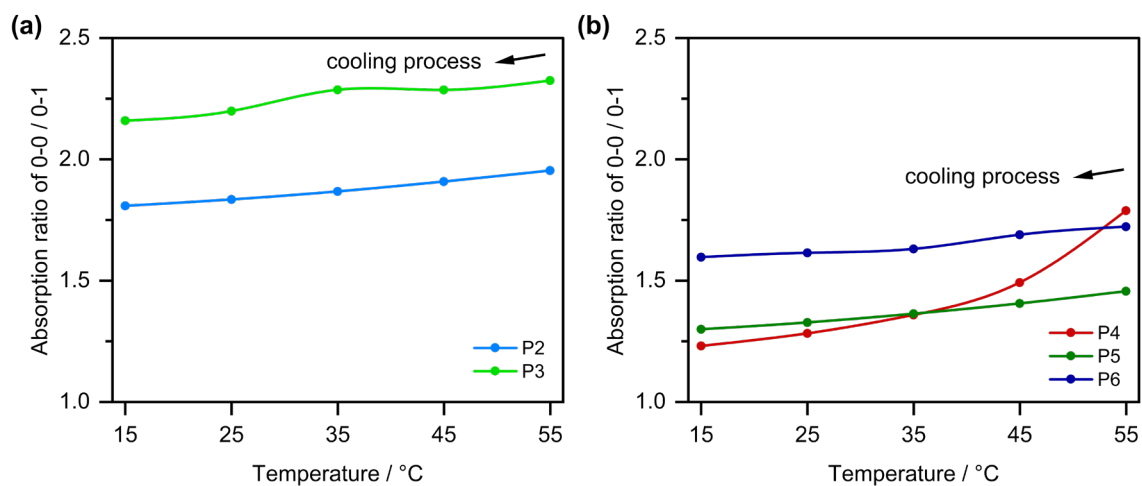 (a)
2.5
2.0
1.5
1.0
Absorption ratio of 0-0 / 0-1
cooling process
P2
P3
15 25 35 45 55
Temperature / °C
(b)
2.5
2.0
1.5
1.0
Absorption ratio of 0-0 / 0-1
cooling process
P4
P5
P6
15 25 35 45 55
Temperature / °C